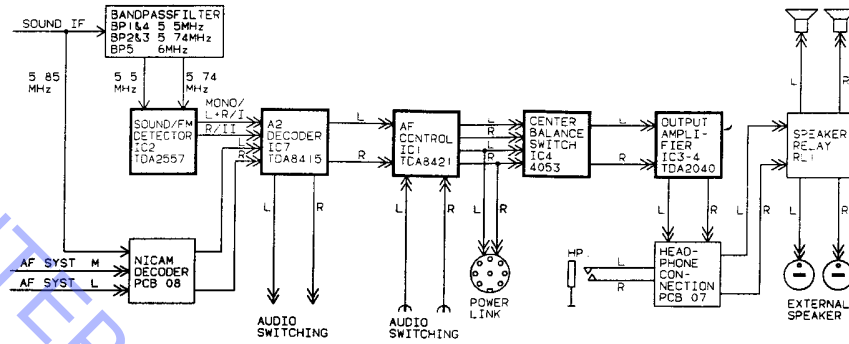 SOUND IF
BANDPASSFILTER
BP1&4 5 5MHz
BP2&3 5 74MHz
BP5 6MHz
5 85
MHz
5 5
MHz
5 74
MHz
MONO/
L+R/I
R/II
L
R
SOUND/FM
DETECTOR
IC2
TDA2557
A2
DECODER
IC7
TDA8415
L
R
AF
CONTROL
IC1
TDA8421
L
R
L
R
CENTER
BALANCE
SWITCH
IC4
4053
L
R
OUTPUT
AMPLI-
FIER
IC3-4
TDA2040
SPEAKER
RELAY
RL1
L
R
L
R
L
R
L
R
L
R
L
R
L
R
AF SYST M
AF SYST L
NICAM
DECODER
PCB 08
AUDIO
SWITCHING
AUDIO
SWITCHING
POWER
LINK
HP
L
R
HEAD-
PHONE
CON-
NECTION
PCB 07
EXTERNAL
SPEAKER
NTER